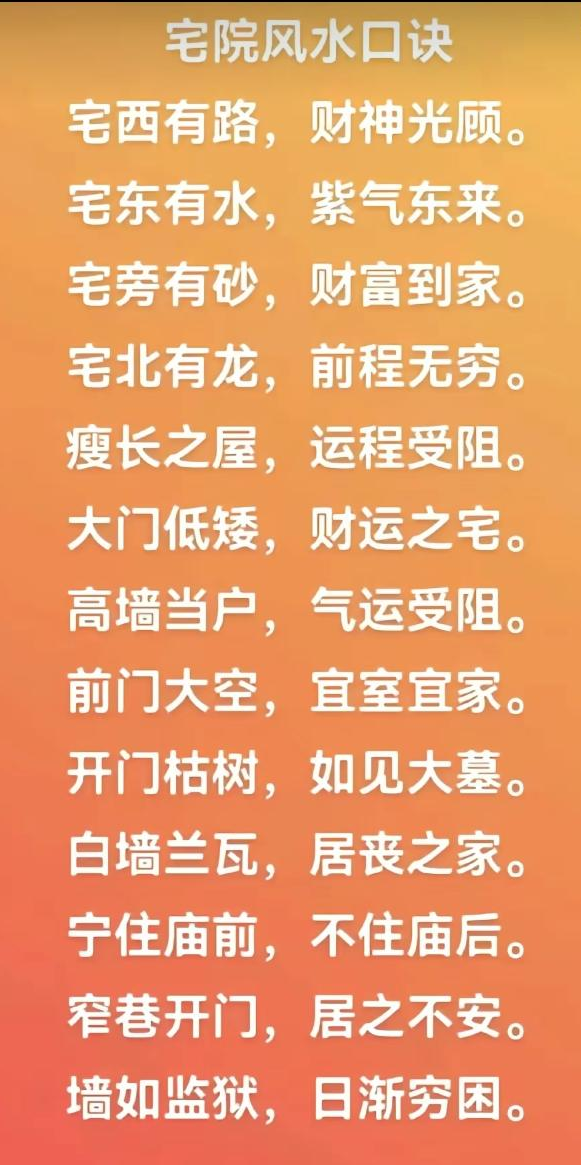 宅院风水口诀
宅西有路，财神光顾。
宅东有水，紫气东来。
宅旁有砂，财富到家。
宅北有龙，前程无穷。
瘦长之屋，运程受阻。
大门低矮，财运之宅。
高墙当户，气运受阻。
前门大空，宜室宜家。
开门枯树，如见大墓。
白墙兰瓦，居丧之家。
宁住庙前，不住庙后。
窄巷开门，居之不安。
墙如监狱，日渐穷困。